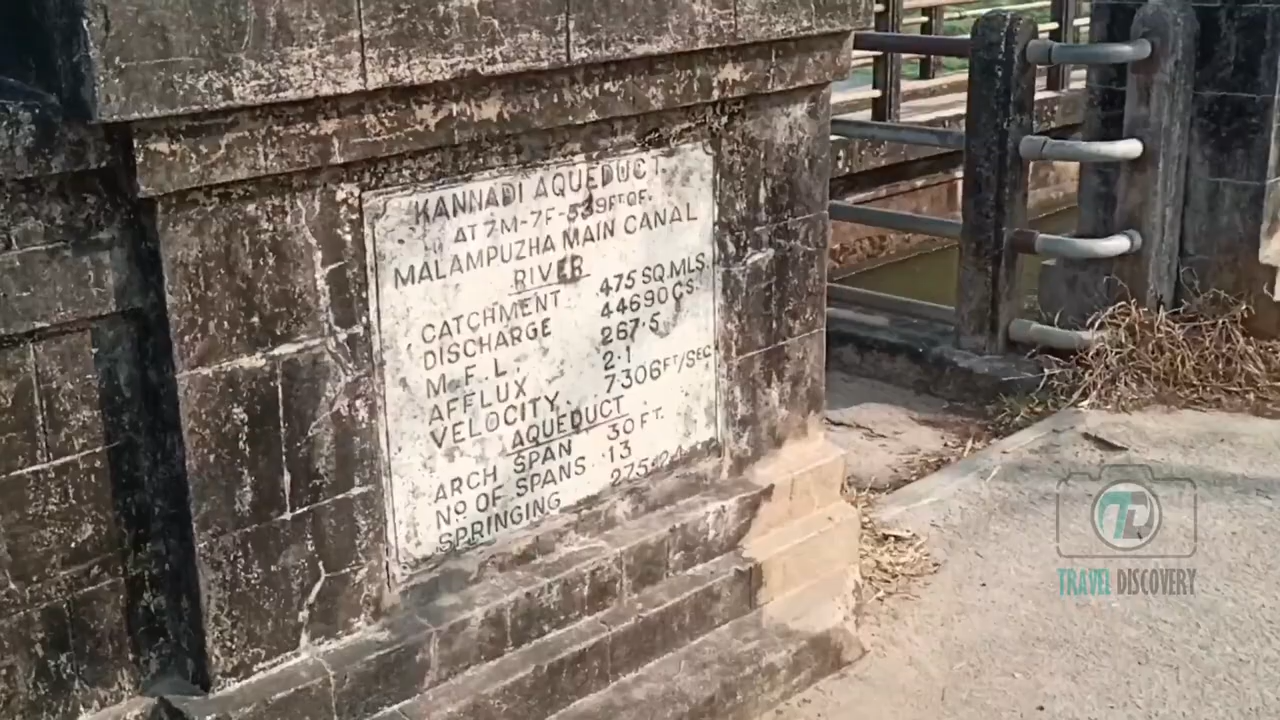 KANNADI AQUEDUCT.
AT 7M-7F-539FT OF.
MALAMPUZHA MAIN CANAL
RIVER
CATCHMENT. 475 SQ.MLS.
DISCHARGE 44690 CS.
M.F.L. 267.5
AFFLUX 2.1
VELOCITY. 7.306 FT/SEC
AQUEDUCT.
ARCH SPAN 30 FT.
No OF SPANS. 13
SPRINGING 275.24
TRAVEL DISCOVERY